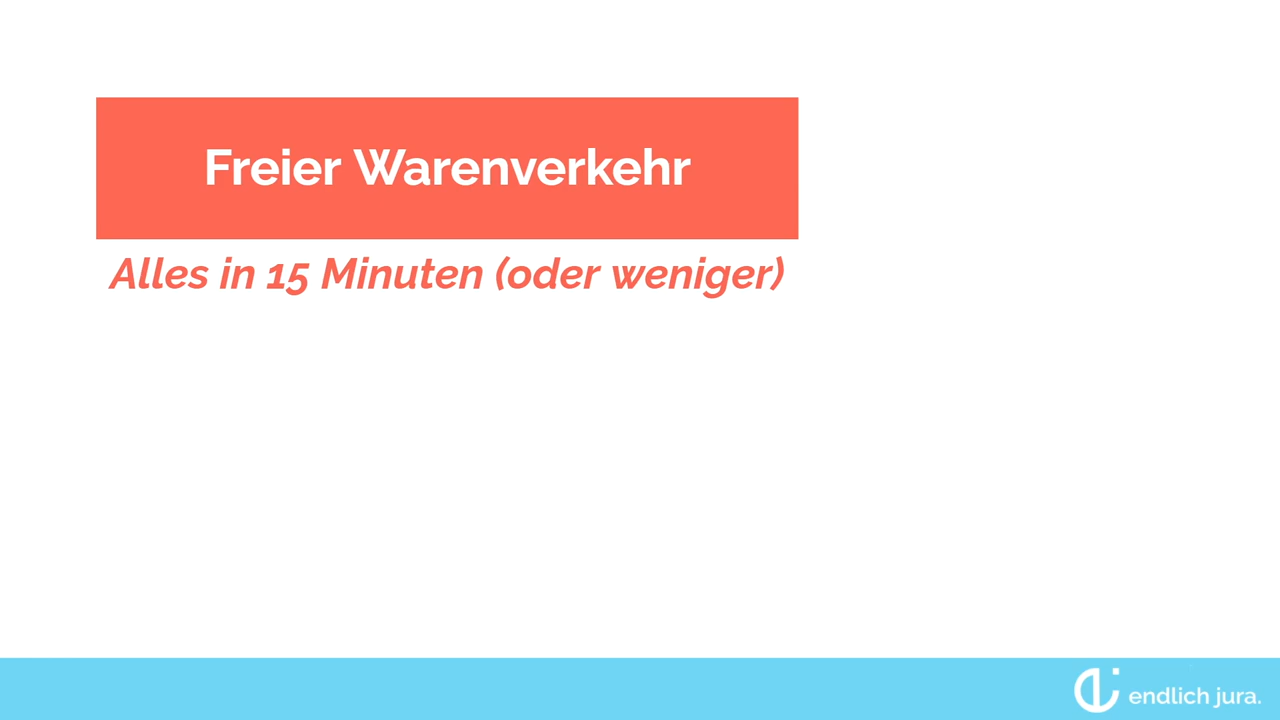 Freier Warenverkehr
Alles in 15 Minuten (oder weniger)
endlich jura.